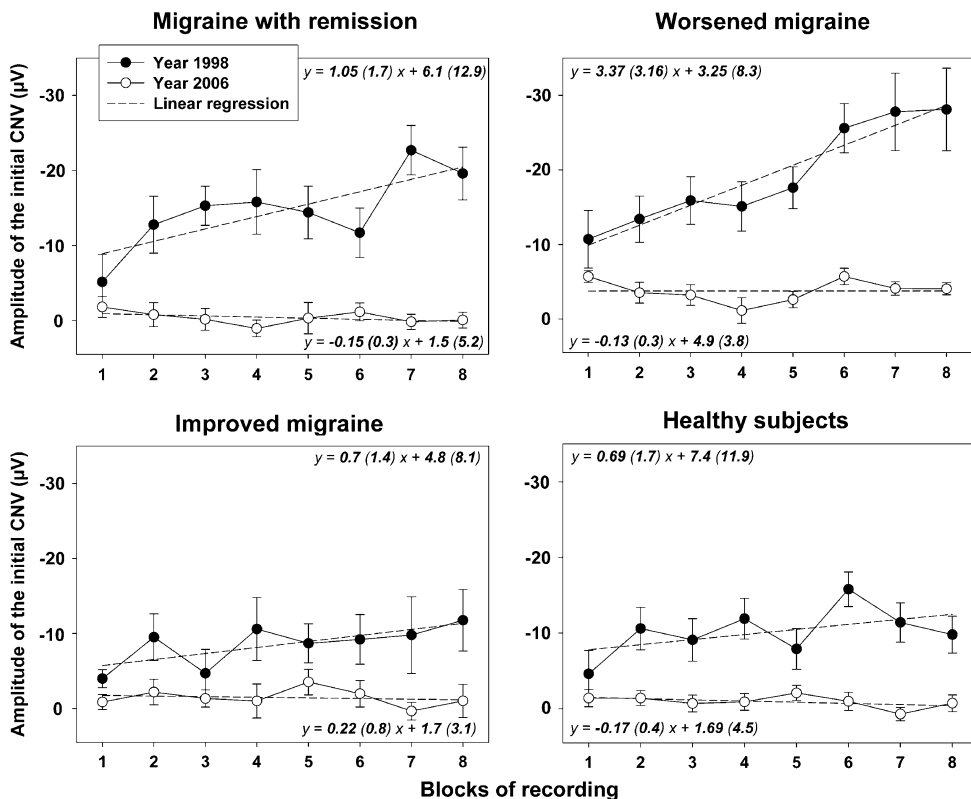 Migraine with remission
Worsened migraine
Year 1998
Year 2006
Linear regression
y = 1.05 (1.7) x + 6.1 (12.9)
y = 3.37 (3.16) x + 3.25 (8.3)
Amplitude of the initial CNV (µV)
-30
-20
-10
0
-30
-20
-10
0
y = -0.15 (0.3) x + 1.5 (5.2)
y = -0.13 (0.3) x + 4.9 (3.8)
1 2 3 4 5 6 7 8
1 2 3 4 5 6 7 8
Improved migraine
Healthy subjects
y = 0.7 (1.4) x + 4.8 (8.1)
y = 0.69 (1.7) x + 7.4 (11.9)
Amplitude of the initial CNV (µV)
-30
-20
-10
0
-30
-20
-10
0
y = 0.22 (0.8) x + 1.7 (3.1)
y = -0.17 (0.4) x + 1.69 (4.5)
1 2 3 4 5 6 7 8
1 2 3 4 5 6 7 8
Blocks of recording